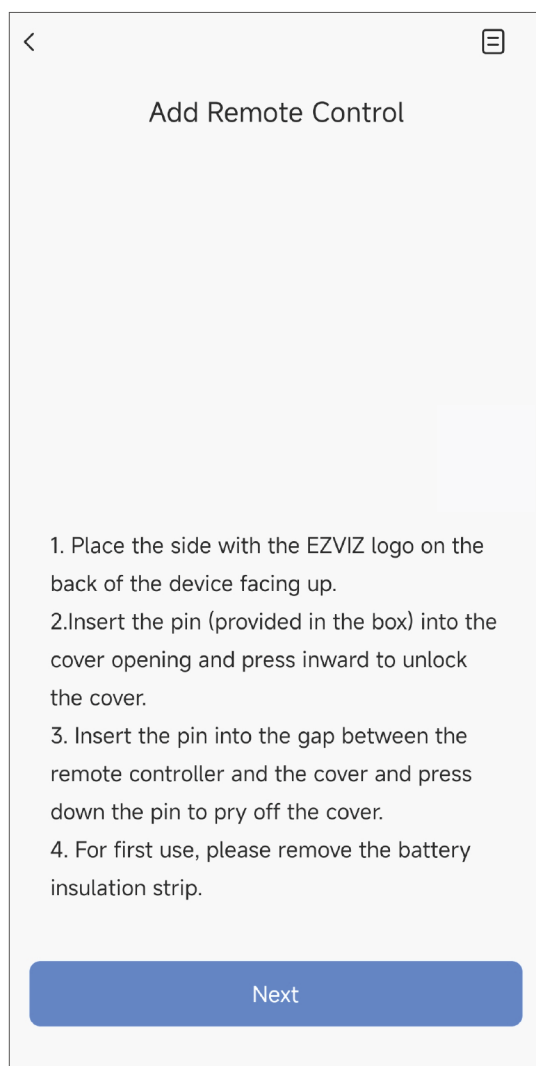 Add Remote Control
1. Place the side with the EZVIZ logo on the
back of the device facing up.
2.Insert the pin (provided in the box) into the
cover opening and press inward to unlock
the cover.
3. Insert the pin into the gap between the
remote controller and the cover and press
down the pin to pry off the cover.
4. For first use, please remove the battery
insulation strip.
Next